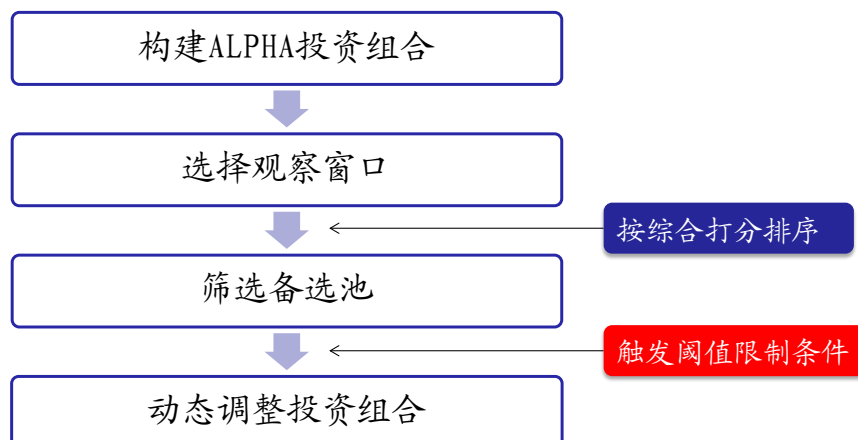 构建ALPHA投资组合
选择观察窗口
按综合打分排序
筛选备选池
触发阈值限制条件
动态调整投资组合